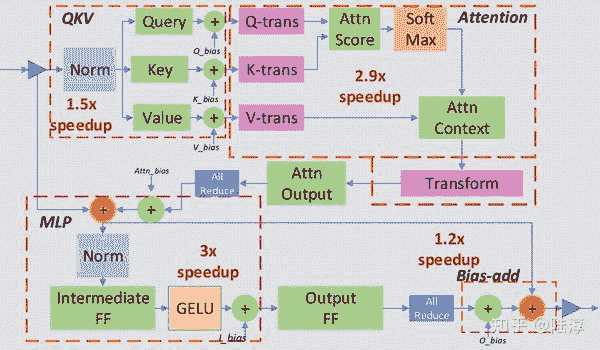 QKV
Query
Key
Value
Norm
Q_bias
K_bias
V_bias
1.5x
speedup
Attention
Q-trans
K-trans
V-trans
Attn
Score
Soft
Max
2.9x
speedup
Attn
Context
Transform
Attn
Output
All
Reduce
Attn_bias
MLP
Norm
3x
speedup
Intermediate
FF
GELU
I_bias
Output
FF
All
Reduce
1.2x
speedup
Bias-add
O_bias
知乎 @陆淳